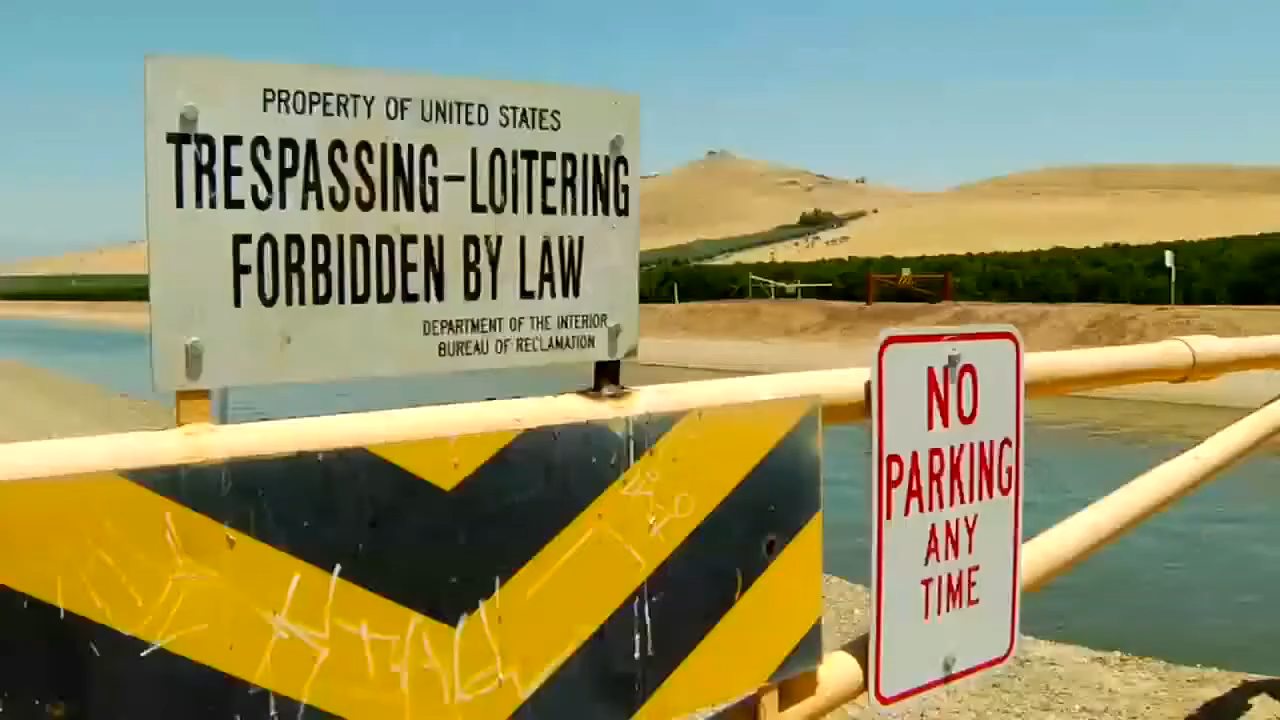 PROPERTY OF UNITED STATES
TRESPASSING-LOITERING
FORBIDDEN BY LAW
DEPARTMENT OF THE INTERIOR
BUREAU OF RECLAMATION
NO
PARKING
ANY
TIME